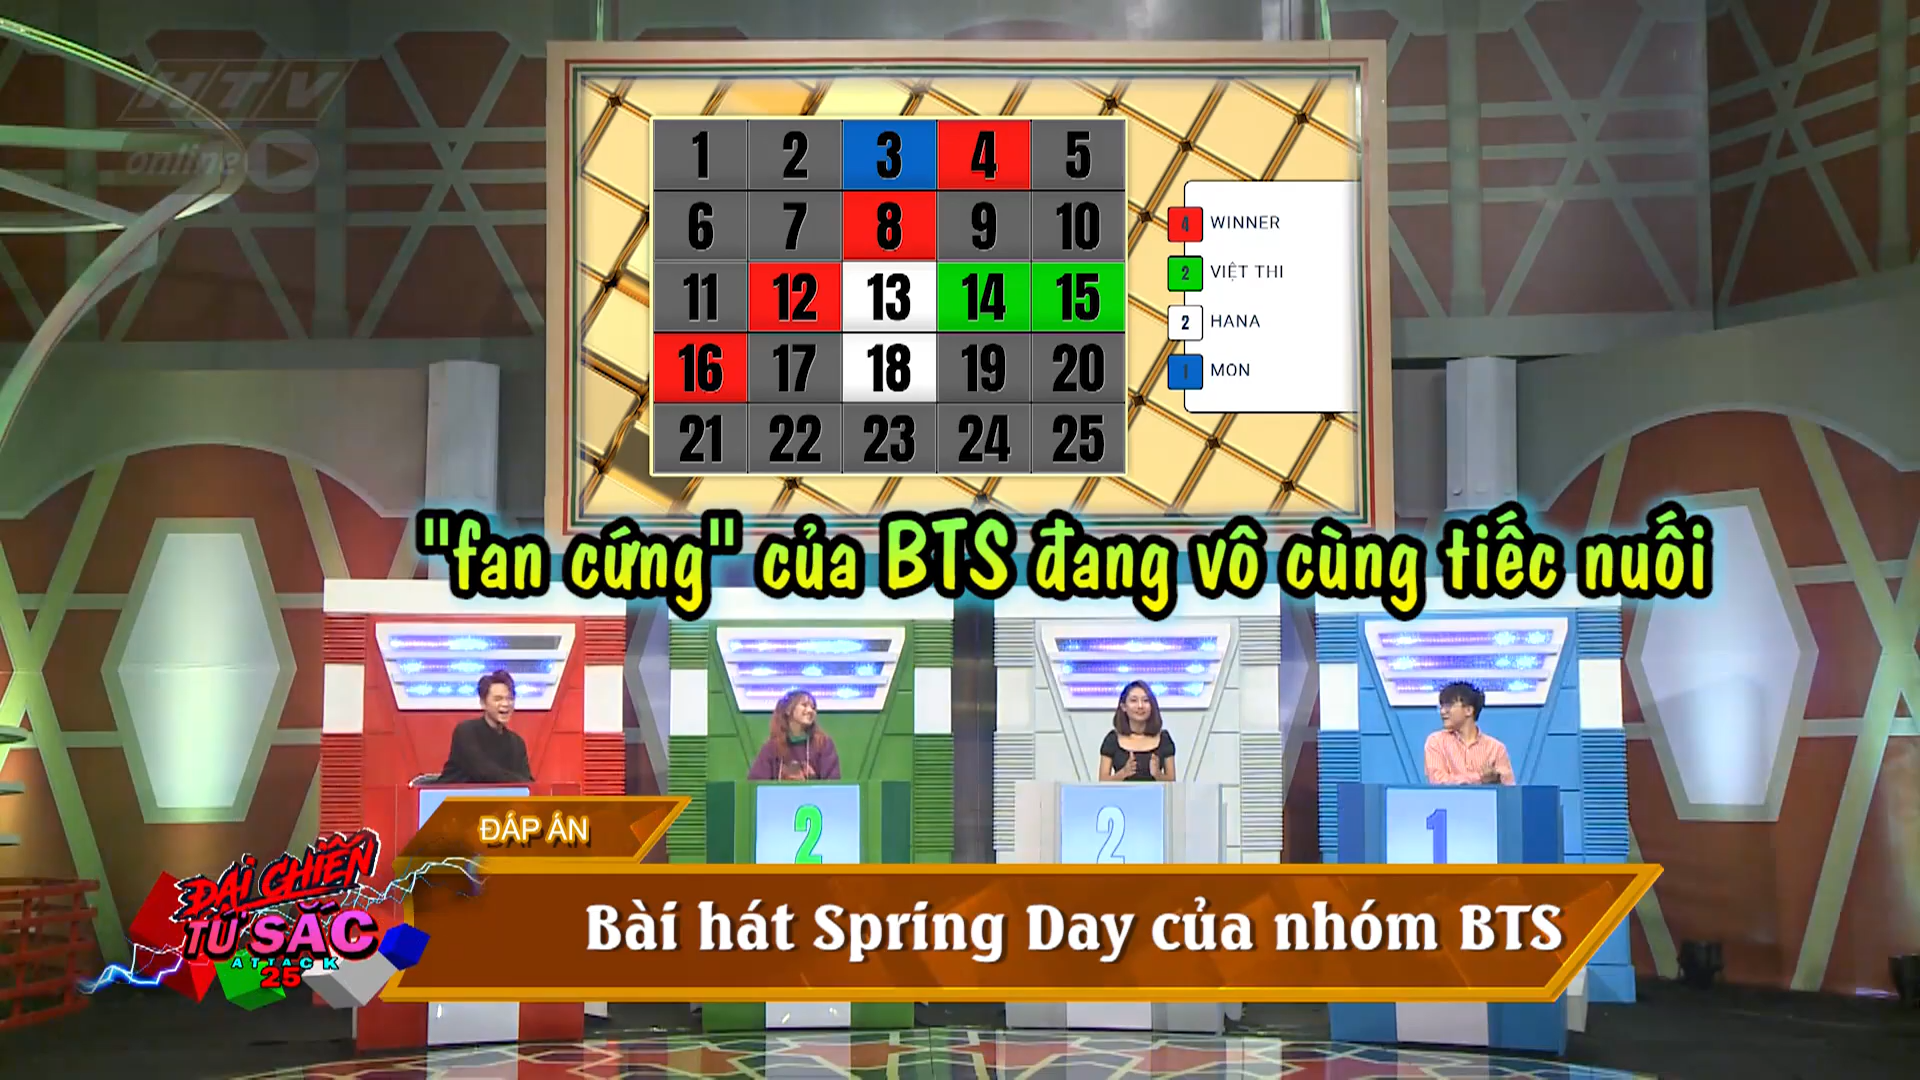 HTV
online
1 2 3 4 5
6 7 8 9 10
11 12 13 14 15
16 17 18 19 20
21 22 23 24 25
4 WINNER
2 VIỆT THI
2 HANA
1 MON
"fan cứng" của BTS đang vô cùng tiếc nuối
2 2 1
ĐÁP ÁN
Bài hát Spring Day của nhóm BTS
ĐẠI CHIẾN
TỨ SẮC
ATTACK
25